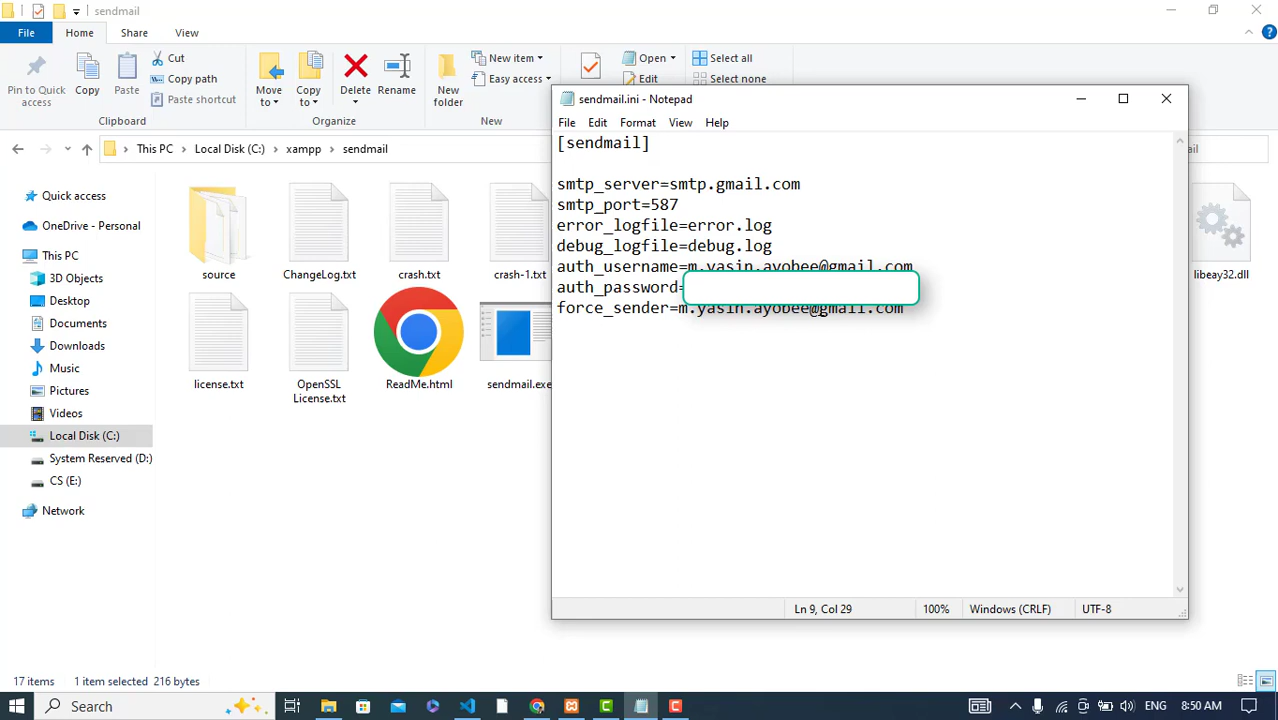 sendmail
File
Home
Share
View
Pin to Quick access
Copy
Paste
Cut
Copy path
Paste shortcut
Clipboard
Move to
Copy to
Delete
Rename
Organize
New folder
New item
Easy access
New
Open
Edit
Select all
Select none
This PC
Local Disk (C:)
xampp
sendmail
ail
Quick access
OneDrive - Personal
This PC
3D Objects
Desktop
Documents
Downloads
Music
Pictures
Videos
Local Disk (C:)
System Reserved (D:)
CS (E:)
Network
source
ChangeLog.txt
crash.txt
crash-1.txt
libeay32.dll
license.txt
OpenSSL License.txt
ReadMe.html
sendmail.exe
sendmail.ini - Notepad
File Edit Format View Help
[sendmail]
smtp_server=smtp.gmail.com
smtp_port=587
error_logfile=error.log
debug_logfile=debug.log
auth_username=m.yasin.ayobee@gmail.com
auth_password=
force_sender=m.yasin.ayobee@gmail.com
Ln 9, Col 29
100%
Windows (CRLF)
UTF-8
17 items
1 item selected 216 bytes
Search
ENG
8:50 AM